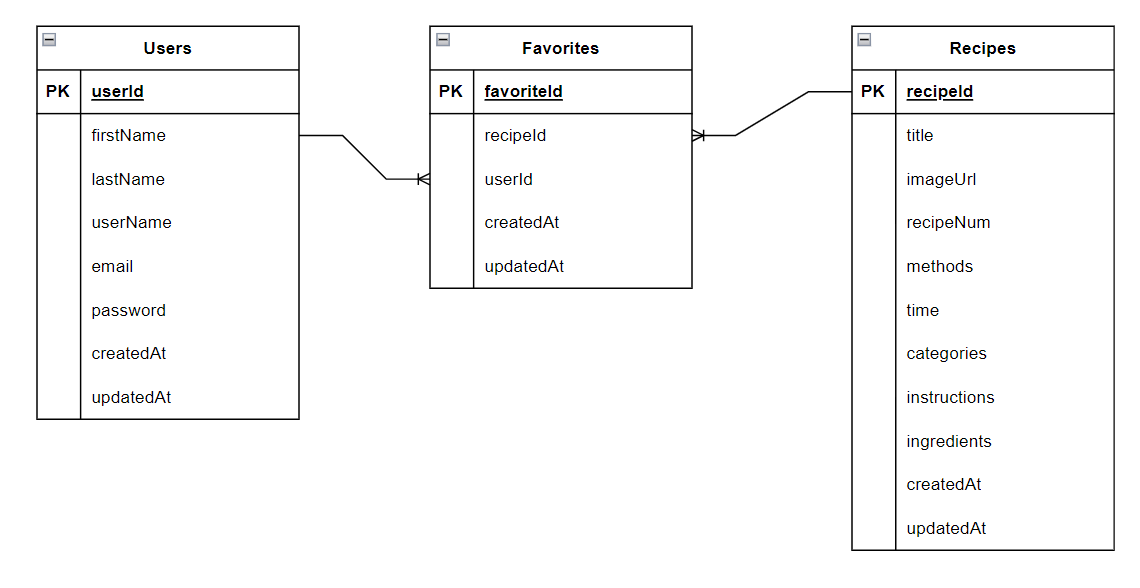 Users
PK userId
firstName
lastName
userName
email
password
createdAt
updatedAt
Favorites
PK favoriteId
recipeId
userId
createdAt
updatedAt
Recipes
PK recipeId
title
imageUrl
recipeNum
methods
time
categories
instructions
ingredients
createdAt
updatedAt